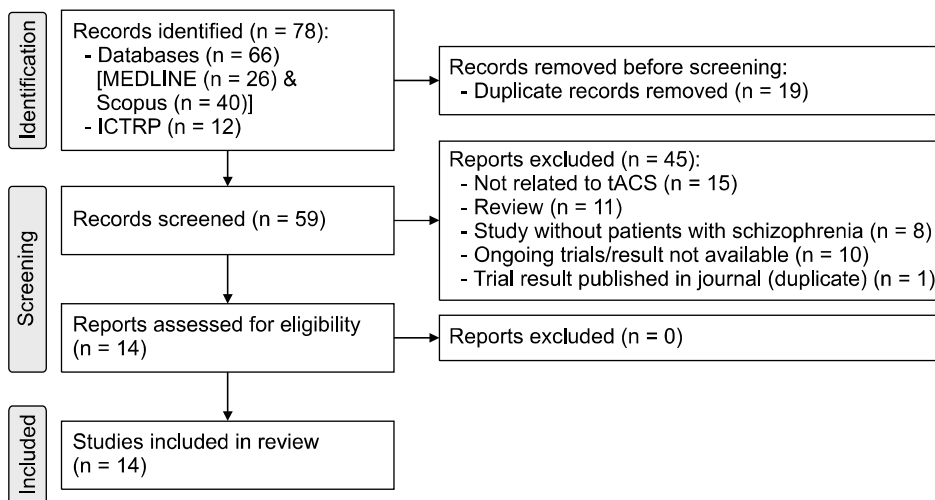 Identification
Records identified (n = 78):
- Databases (n = 66)
[MEDLINE (n = 26) &
Scopus (n = 40)]
- ICTRP (n = 12)
Records removed before screening:
- Duplicate records removed (n = 19)
Screening
Records screened (n = 59)
Reports excluded (n = 45):
- Not related to tACS (n = 15)
- Review (n = 11)
- Study without patients with schizophrenia (n = 8)
- Ongoing trials/result not available (n = 10)
- Trial result published in journal (duplicate) (n = 1)
Reports assessed for eligibility
(n = 14)
Reports excluded (n = 0)
Included
Studies included in review
(n = 14)